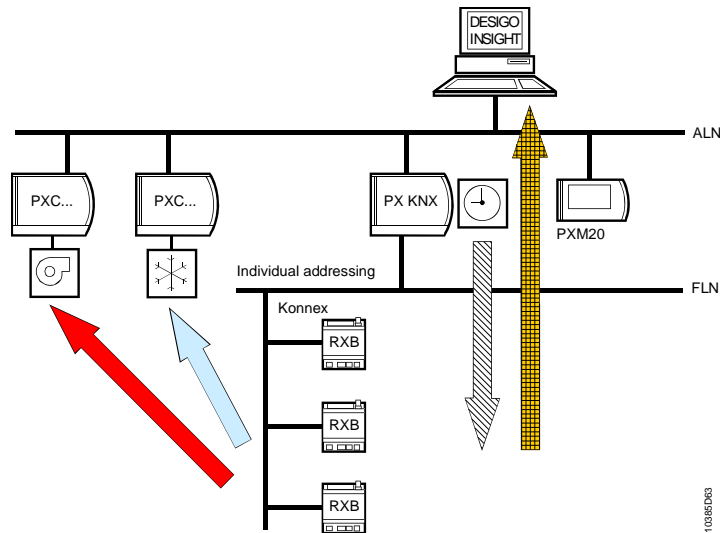 DESIGO
INSIGHT
ALN
PXC...
PXC...
PX KNX
PXM20
Individual addressing
FLN
Konnex
RXB
RXB
RXB
10385D63